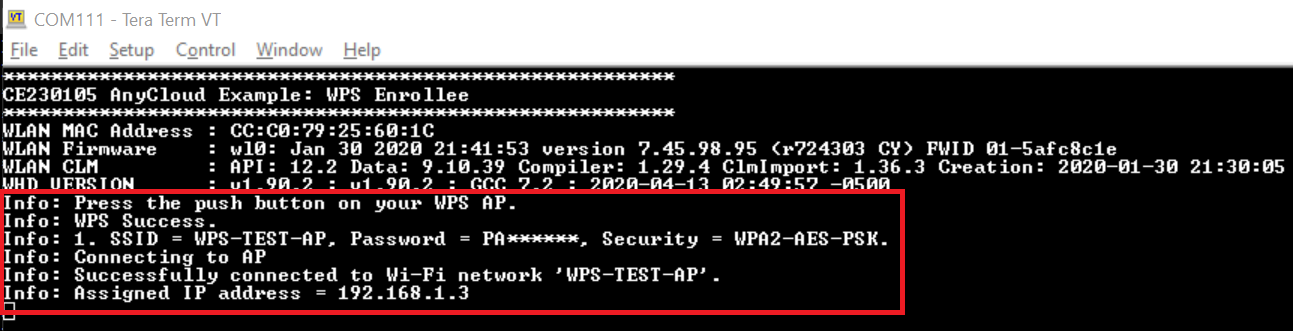 VT COM111 - Tera Term VT
File Edit Setup Control Window Help
*********************************************************
CE230105 AnyCloud Example: WPS Enrollee
*********************************************************
WLAN MAC Address : CC:C0:79:25:60:1C
WLAN Firmware : wl0: Jan 30 2020 21:41:53 version 7.45.98.95 (r724303 CY) FWID 01-5afc8c1e
WLAN CLM : API: 12.2 Data: 9.10.39 Compiler: 1.29.4 ClmImport: 1.36.3 Creation: 2020-01-30 21:30:05
WHD VERSION : v1.90.2 : v1.90.2 : GCC 7.2 : 2020-04-13 02:49:57 -0500
Info: Press the push button on your WPS AP.
Info: WPS Success.
Info: 1. SSID = WPS-TEST-AP, Password = PA******, Security = WPA2-AES-PSK.
Info: Connecting to AP
Info: Successfully connected to Wi-Fi network 'WPS-TEST-AP'.
Info: Assigned IP address = 192.168.1.3